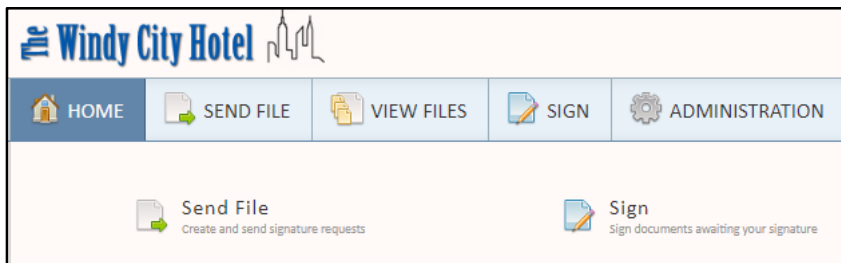 The Windy City Hotel
HOME SEND FILE VIEW FILES SIGN ADMINISTRATION
Send File Sign
Create and send signature requests Sign documents awaiting your signature